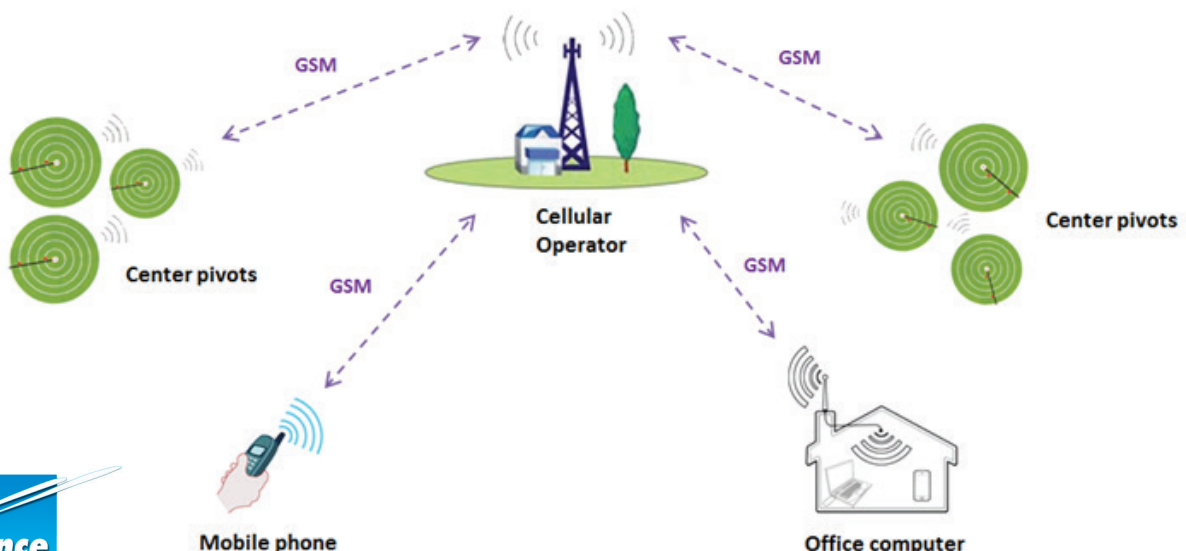 GSM
GSM
Cellular
Operator
Center pivots
Center pivots
GSM
GSM
Mobile phone
Office computer